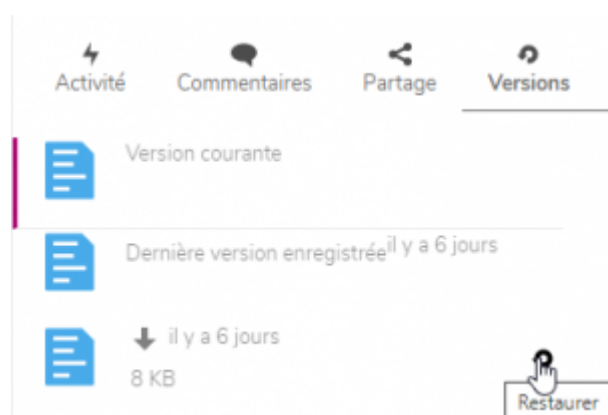 Activité Commentaires Partage Versions
Version courante
Dernière version enregistrée il y a 6 jours
il y a 6 jours
8 KB
Restaurer